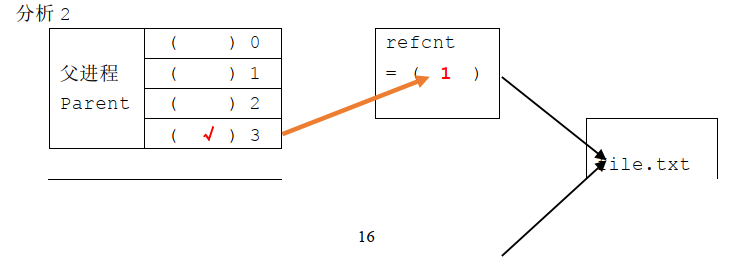 分析 2
(    ) 0
(    ) 1
(    ) 2
( √ ) 3
父进程
Parent
refcnt
= ( 1 )
file.txt
16